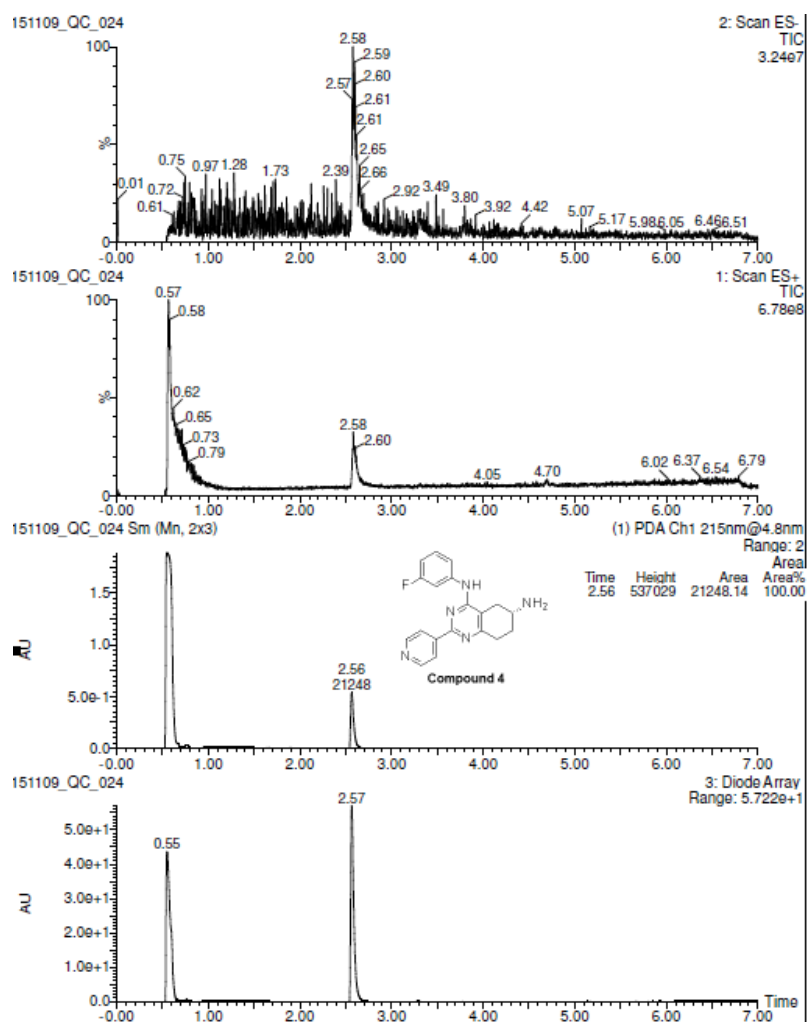 151109_QC_024
2: Scan ES-
TIC
3.24e7
100
%
0
2.58
2.59
2.60
2.57
2.61
2.61
2.65
2.66
0.01
0.61
0.72
0.75
0.97
1.28
1.73
2.39
2.92
3.49
3.80
3.92
4.42
5.07
5.17
5.98
6.05
6.46
6.51
-0.00 1.00 2.00 3.00 4.00 5.00 6.00 7.00
151109_QC_024
1: Scan ES+
TIC
6.78e8
100
%
0
0.57
0.58
0.62
0.65
0.73
0.79
2.58
2.60
4.05
4.70
6.02
6.37
6.54
6.79
-0.00 1.00 2.00 3.00 4.00 5.00 6.00 7.00
151109_QC_024 Sm (Mn, 2x3)
(1) PDA Ch1 215nm@4.8nm
Range: 2
Area
Time Height Area Area%
2.56 537029 21248.14 100.00
AU
1.5
1.0
5.0e-1
0.0
2.56
21248
F
NH
NH2
N
N
N
Compound 4
-0.00 1.00 2.00 3.00 4.00 5.00 6.00 7.00
151109_QC_024
3: Diode Array
Range: 5.722e+1
AU
5.0e+1
4.0e+1
3.0e+1
2.0e+1
1.0e+1
0.0
0.55
2.57
Time
-0.00 1.00 2.00 3.00 4.00 5.00 6.00 7.00